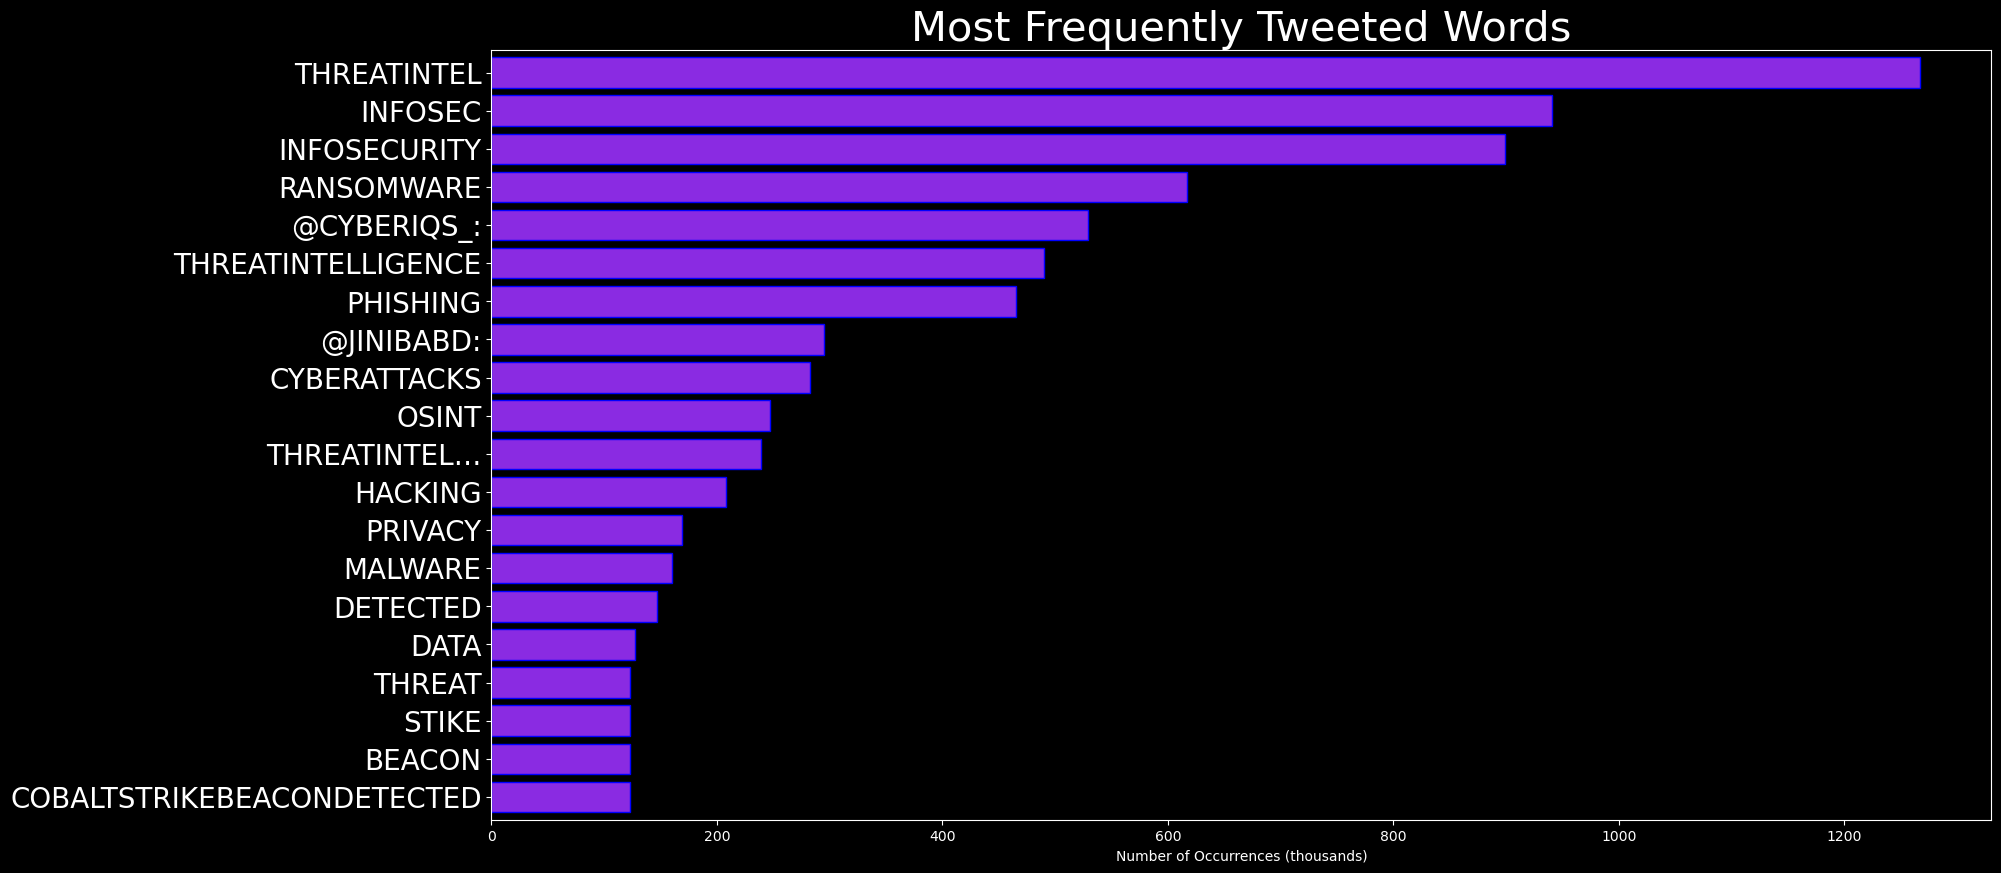 Most Frequently Tweeted Words
THREATINTEL
INFOSEC
INFOSECURITY
RANSOMWARE
@CYBERIQS_:
THREATINTELLIGENCE
PHISHING
@JINIBABD:
CYBERATTACKS
OSINT
THREATINTEL…
HACKING
PRIVACY
MALWARE
DETECTED
DATA
THREAT
STIKE
BEACON
COBALTSTRIKEBEACONDETECTED
0 200 400 600 800 1000 1200
Number of Occurrences (thousands)